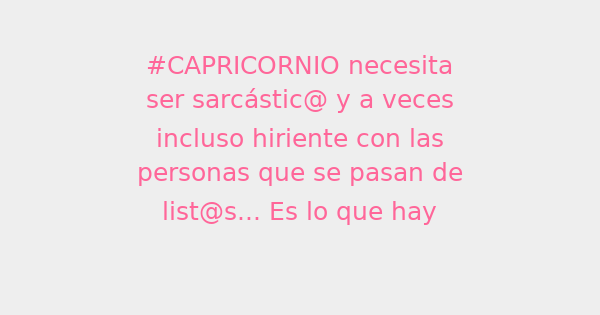 #CAPRICORNIO necesita
ser sarcástic@ y a veces
incluso hiriente con las
personas que se pasan de
list@s... Es lo que hay